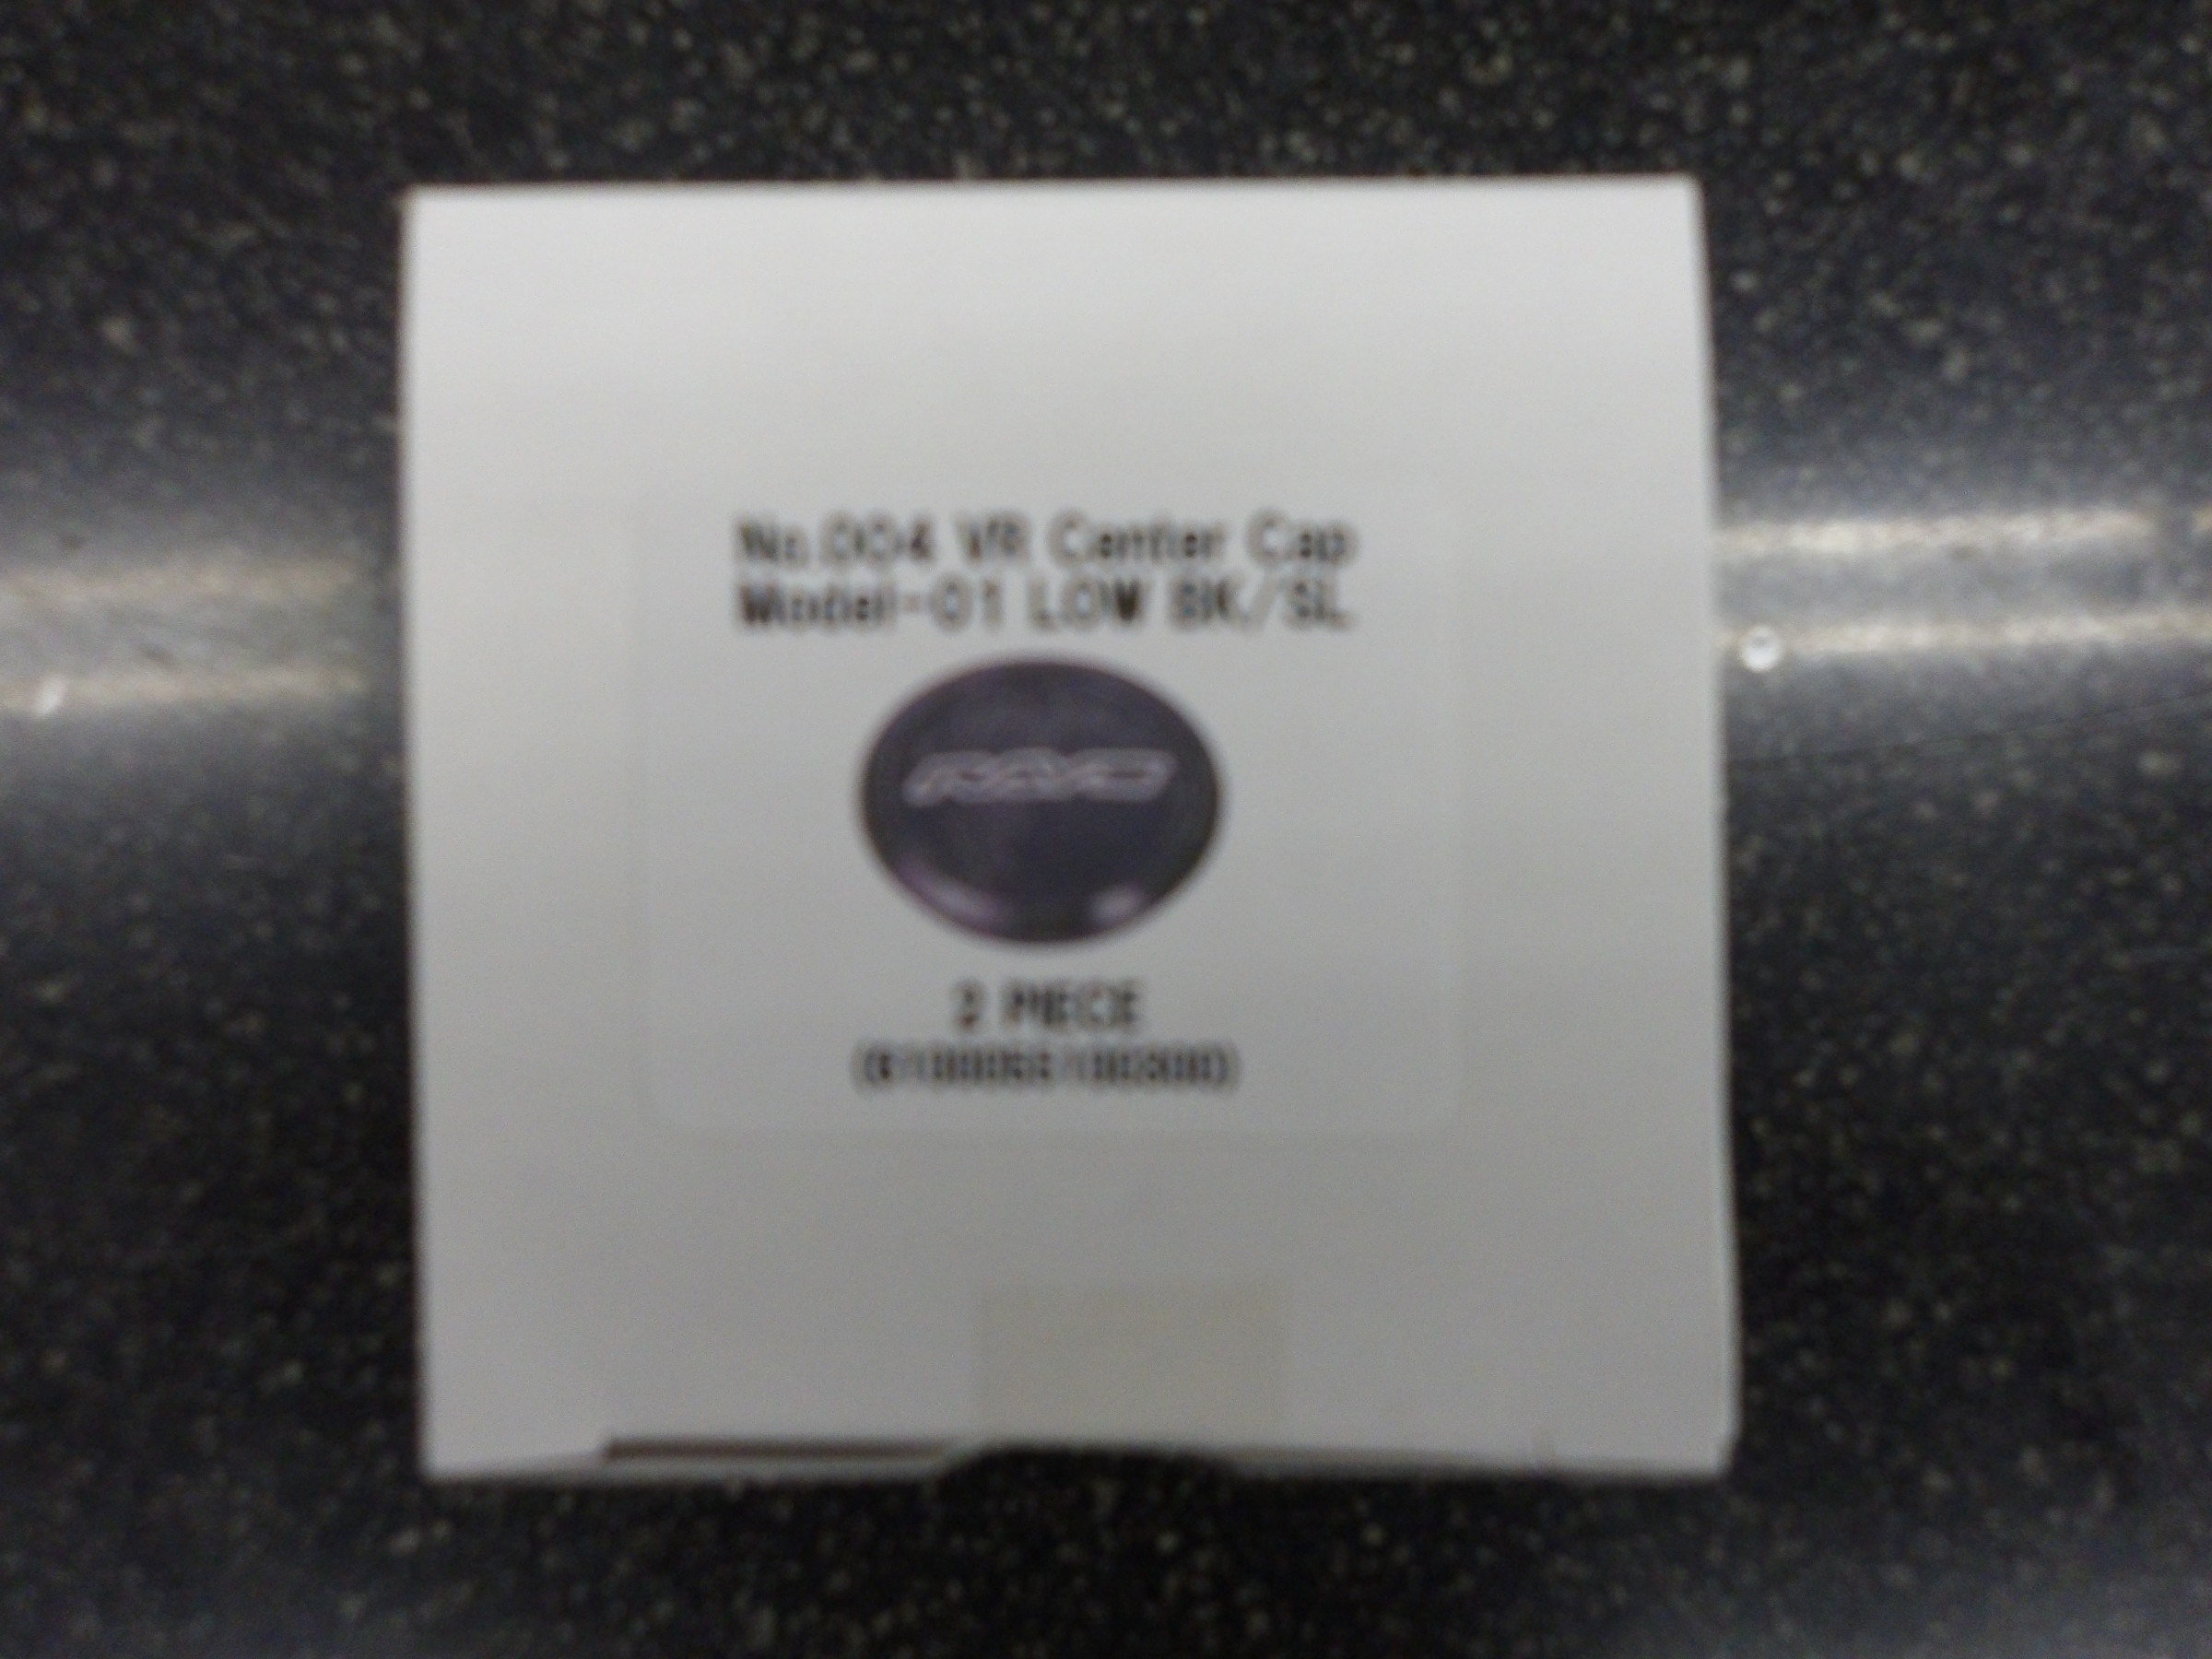 No.004 VR Center Cap
Model-01 LOW BK/SL
RAYS
PIECE